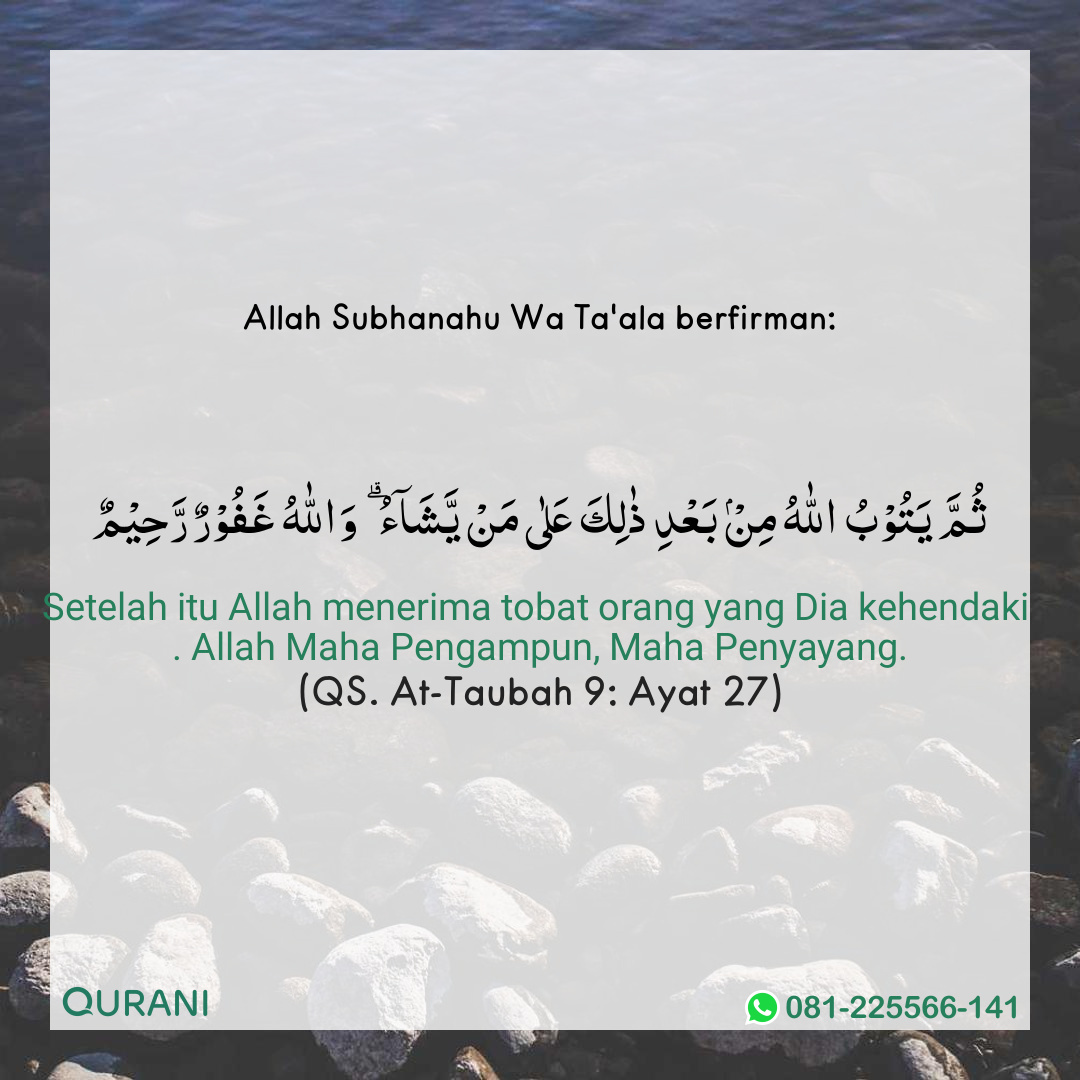 Allah Subhanahu Wa Ta'ala berfirman:
ثُمَّ يَتُوْبُ اللّٰهُ مِنْۢ بَعْدِ ذٰلِكَ عَلٰى مَنْ يَّشَاۤءُۗ وَاللّٰهُ غَفُوْرٌ رَّحِيْمٌ
Setelah itu Allah menerima tobat orang yang Dia kehendaki
. Allah Maha Pengampun, Maha Penyayang.
(QS. At-Taubah 9: Ayat 27)
QURANI
081-225566-141